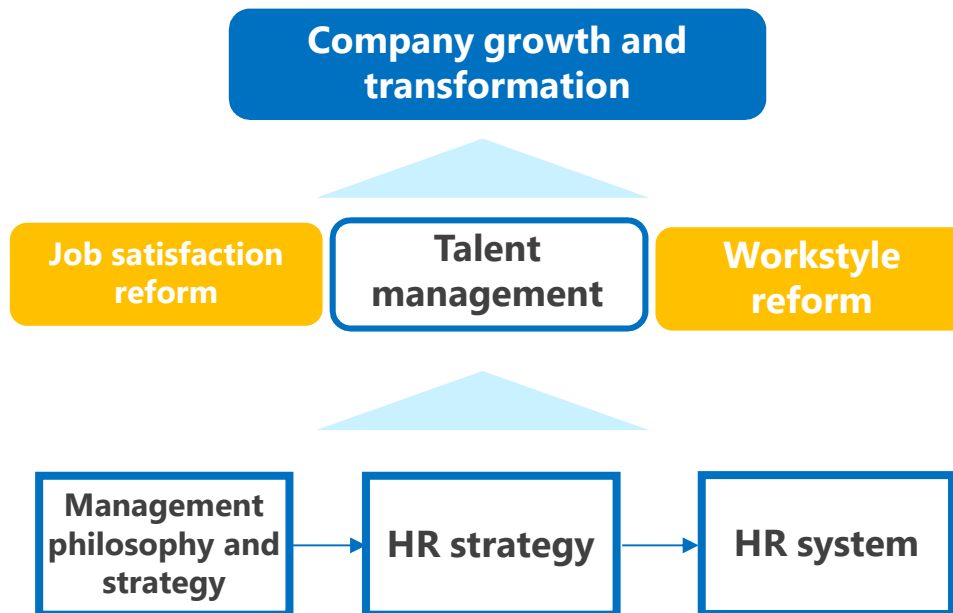 Company growth and
transformation
Job satisfaction
reform
Talent
management
Workstyle
reform
Management
philosophy and
strategy
HR strategy
HR system